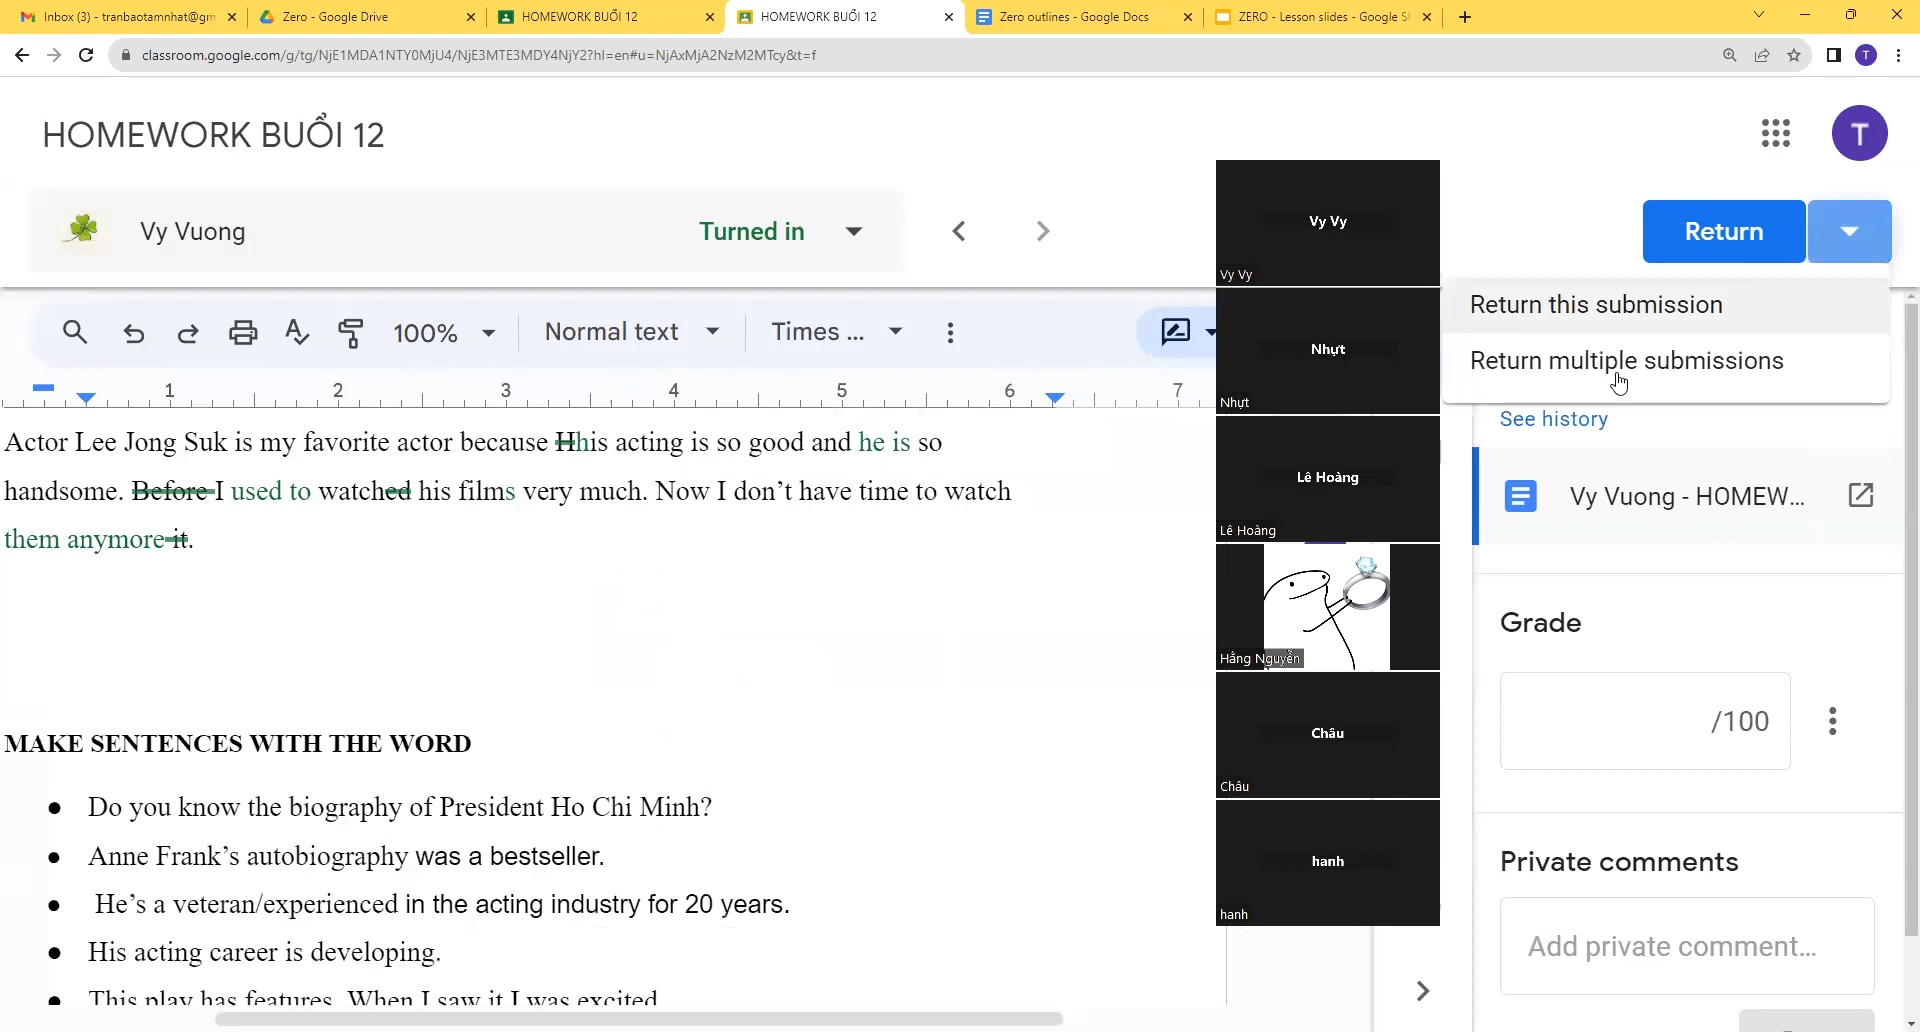 Inbox (3) - tranbaotamnhat@gm
Zero - Google Drive
HOMEWORK BUỔI 12
HOMEWORK BUỔI 12
Zero outlines - Google Docs
ZERO - Lesson slides - Google Sl
classroom.google.com/g/tg/NjE1MDA1NTY0MjU4/NjE3MTE3MDY4NjY2?hl=en#u=NjAxMjA2NzM2MTcy&t=f
T
HOMEWORK BUỔI 12
T
Vy Vuong
Turned in
Return
Return this submission
Return multiple submissions
See history
100%
Normal text
Times ...
1 2 3 4 5 6 7
Actor Lee Jong Suk is my favorite actor because Hhis acting is so good and he is so
handsome. Before I used to watched his films very much. Now I don't have time to watch
them anymore it.
MAKE SENTENCES WITH THE WORD
● Do you know the biography of President Ho Chi Minh?
● Anne Frank's autobiography was a bestseller.
● He's a veteran/experienced in the acting industry for 20 years.
● His acting career is developing.
● This play has features. When I saw it I was excited
Vy Vy
Vy Vy
Nhựt
Nhựt
Lê Hoàng
Lê Hoàng
Hằng Nguyễn
Châu
Châu
hanh
hanh
Vy Vuong - HOMEW...
Grade
/100
Private comments
Add private comment...